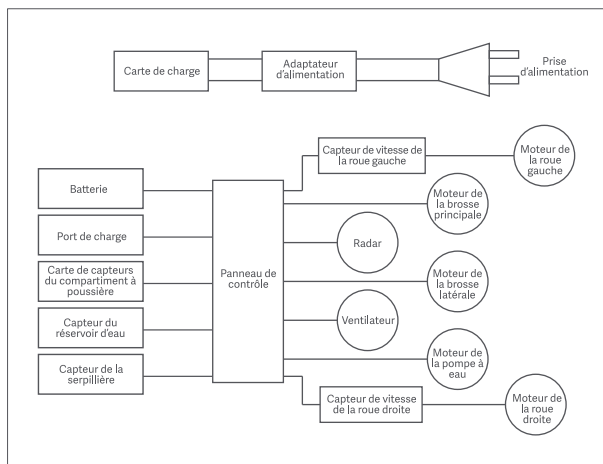 Carte de charge
Adaptateur
d'alimentation
Prise
d'alimentation
Capteur de vitesse de
la roue gauche
Moteur de
la roue
gauche
Batterie
Moteur de
la brosse
principale
Port de charge
Radar
Panneau de
contrôle
Carte de capteurs
du compartiment à
poussière
Moteur de
la brosse
latérale
Capteur du
réservoir d'eau
Ventilateur
Capteur de la
serpillière
Moteur de
la pompe à
eau
Capteur de vitesse
de la roue droite
Moteur de
la roue
droite